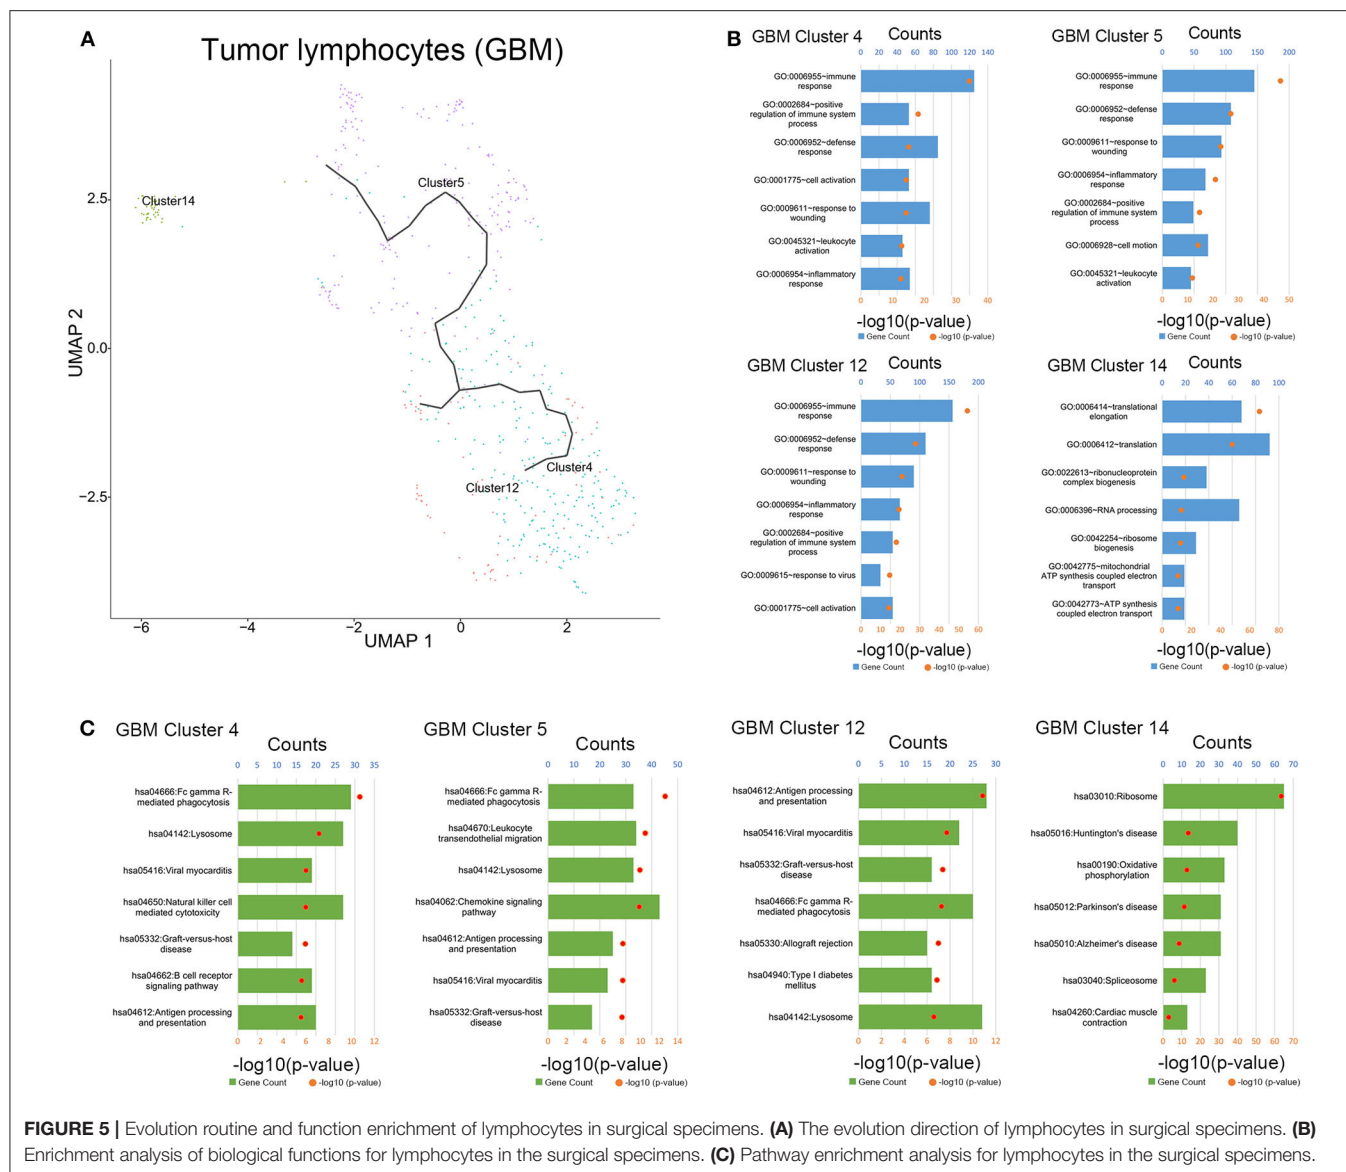 A
Tumor lymphocytes (GBM)
UMAP 2
2.5
0.0
−2.5
Cluster14
Cluster5
Cluster4
Cluster12
−6
−4
−2
0
2
UMAP 1
B
GBM Cluster 4
Counts
0 20 40 60 80 100 120 140
GO:0006955~immune
response
GO:0002684~positive
regulation of immune system
process
GO:0006952~defense
response
GO:0001775~cell activation
GO:0009611~response to
wounding
GO:0045321~leukocyte
activation
GO:0006954~inflammatory
response
0 10 20 30 40
-log10(p-value)
Gene Count -log10 (p-value)
GBM Cluster 5
Counts
0 50 100 150 200
GO:0006955~immune
response
GO:0006952~defense
response
GO:0009611~response to
wounding
GO:0006954~inflammatory
response
GO:0002684~positive
regulation of immune system
process
GO:0006928~cell motion
GO:0045321~leukocyte
activation
0 10 20 30 40 50
-log10(p-value)
Gene Count -log10 (p-value)
GBM Cluster 12
Counts
0 50 100 150 200
GO:0006955~immune
response
GO:0006952~defense
response
GO:0009611~response to
wounding
GO:0006954~inflammatory
response
GO:0002684~positive
regulation of immune system
process
GO:0009615~response to virus
GO:0001775~cell activation
0 10 20 30 40 50 60
-log10(p-value)
Gene Count -log10 (p-value)
GBM Cluster 14
Counts
0 20 40 60 80 100
GO:0006414~translational
elongation
GO:0006412~translation
GO:0022613~ribonucleoprotein
complex biogenesis
GO:0006396~RNA processing
GO:0042254~ribosome
biogenesis
GO:0042775~mitochondrial
ATP synthesis coupled electron
transport
GO:0042773~ATP synthesis
coupled electron transport
0 20 40 60 80
-log10(p-value)
Gene Count -log10 (p-value)
C
GBM Cluster 4
Counts
0 5 10 15 20 25 30 35
hsa04666:Fc gamma R-
mediated phagocytosis
hsa04142:Lysosome
hsa05416:Viral myocarditis
hsa04650:Natural killer cell
mediated cytotoxicity
hsa05332:Graft-versus-host
disease
hsa04662:B cell receptor
signaling pathway
hsa04612:Antigen processing
and presentation
0 2 4 6 8 10 12
-log10(p-value)
Gene Count -log10 (p-value)
GBM Cluster 5
Counts
0 10 20 30 40 50
hsa04666:Fc gamma R-
mediated phagocytosis
hsa04670:Leukocyte
transendothelial migration
hsa04142:Lysosome
hsa04062:Chemokine signaling
pathway
hsa04612:Antigen processing
and presentation
hsa05416:Viral myocarditis
hsa05332:Graft-versus-host
disease
0 2 4 6 8 10 12 14
-log10(p-value)
Gene Count -log10 (p-value)
GBM Cluster 12
Counts
0 5 10 15 20 25 30
hsa04612:Antigen processing
and presentation
hsa05416:Viral myocarditis
hsa05332:Graft-versus-host
disease
hsa04666:Fc gamma R-
mediated phagocytosis
hsa05330:Allograft rejection
hsa04940:Type I diabetes
mellitus
hsa04142:Lysosome
0 2 4 6 8 10 12
-log10(p-value)
Gene Count -log10 (p-value)
GBM Cluster 14
Counts
0 10 20 30 40 50 60 70
hsa03010:Ribosome
hsa05016:Huntington's disease
hsa00190:Oxidative
phosphorylation
hsa05012:Parkinson's disease
hsa05010:Alzheimer's disease
hsa03040:Spliceosome
hsa04260:Cardiac muscle
contraction
0 10 20 30 40 50 60 70
-log10(p-value)
Gene Count -log10 (p-value)
FIGURE 5 | Evolution routine and function enrichment of lymphocytes in surgical specimens. (A) The evolution direction of lymphocytes in surgical specimens. (B)
Enrichment analysis of biological functions for lymphocytes in the surgical specimens. (C) Pathway enrichment analysis for lymphocytes in the surgical specimens.